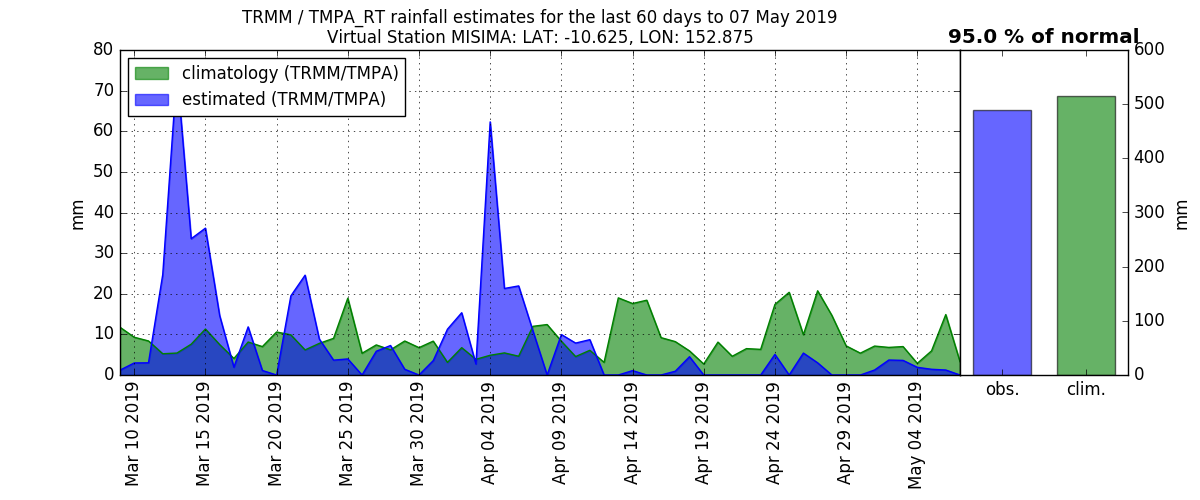 TRMM / TMPA_RT rainfall estimates for the last 60 days to 07 May 2019
Virtual Station MISIMA: LAT: -10.625, LON: 152.875
95.0 % of normal
climatology (TRMM/TMPA)
estimated (TRMM/TMPA)
mm
80
70
60
50
40
30
20
10
0
Mar 10 2019
Mar 15 2019
Mar 20 2019
Mar 25 2019
Mar 30 2019
Apr 04 2019
Apr 09 2019
Apr 14 2019
Apr 19 2019
Apr 24 2019
Apr 29 2019
May 04 2019
obs.
clim.
600
500
400
300
200
100
0
mm